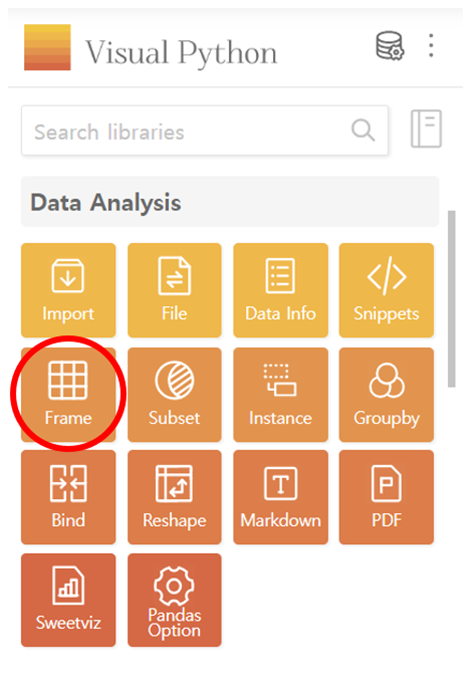 Visual Python
Search libraries
Data Analysis
Import
File
Data Info
Snippets
Frame
Subset
Instance
Groupby
Bind
Reshape
Markdown
PDF
Sweetviz
Pandas
Option